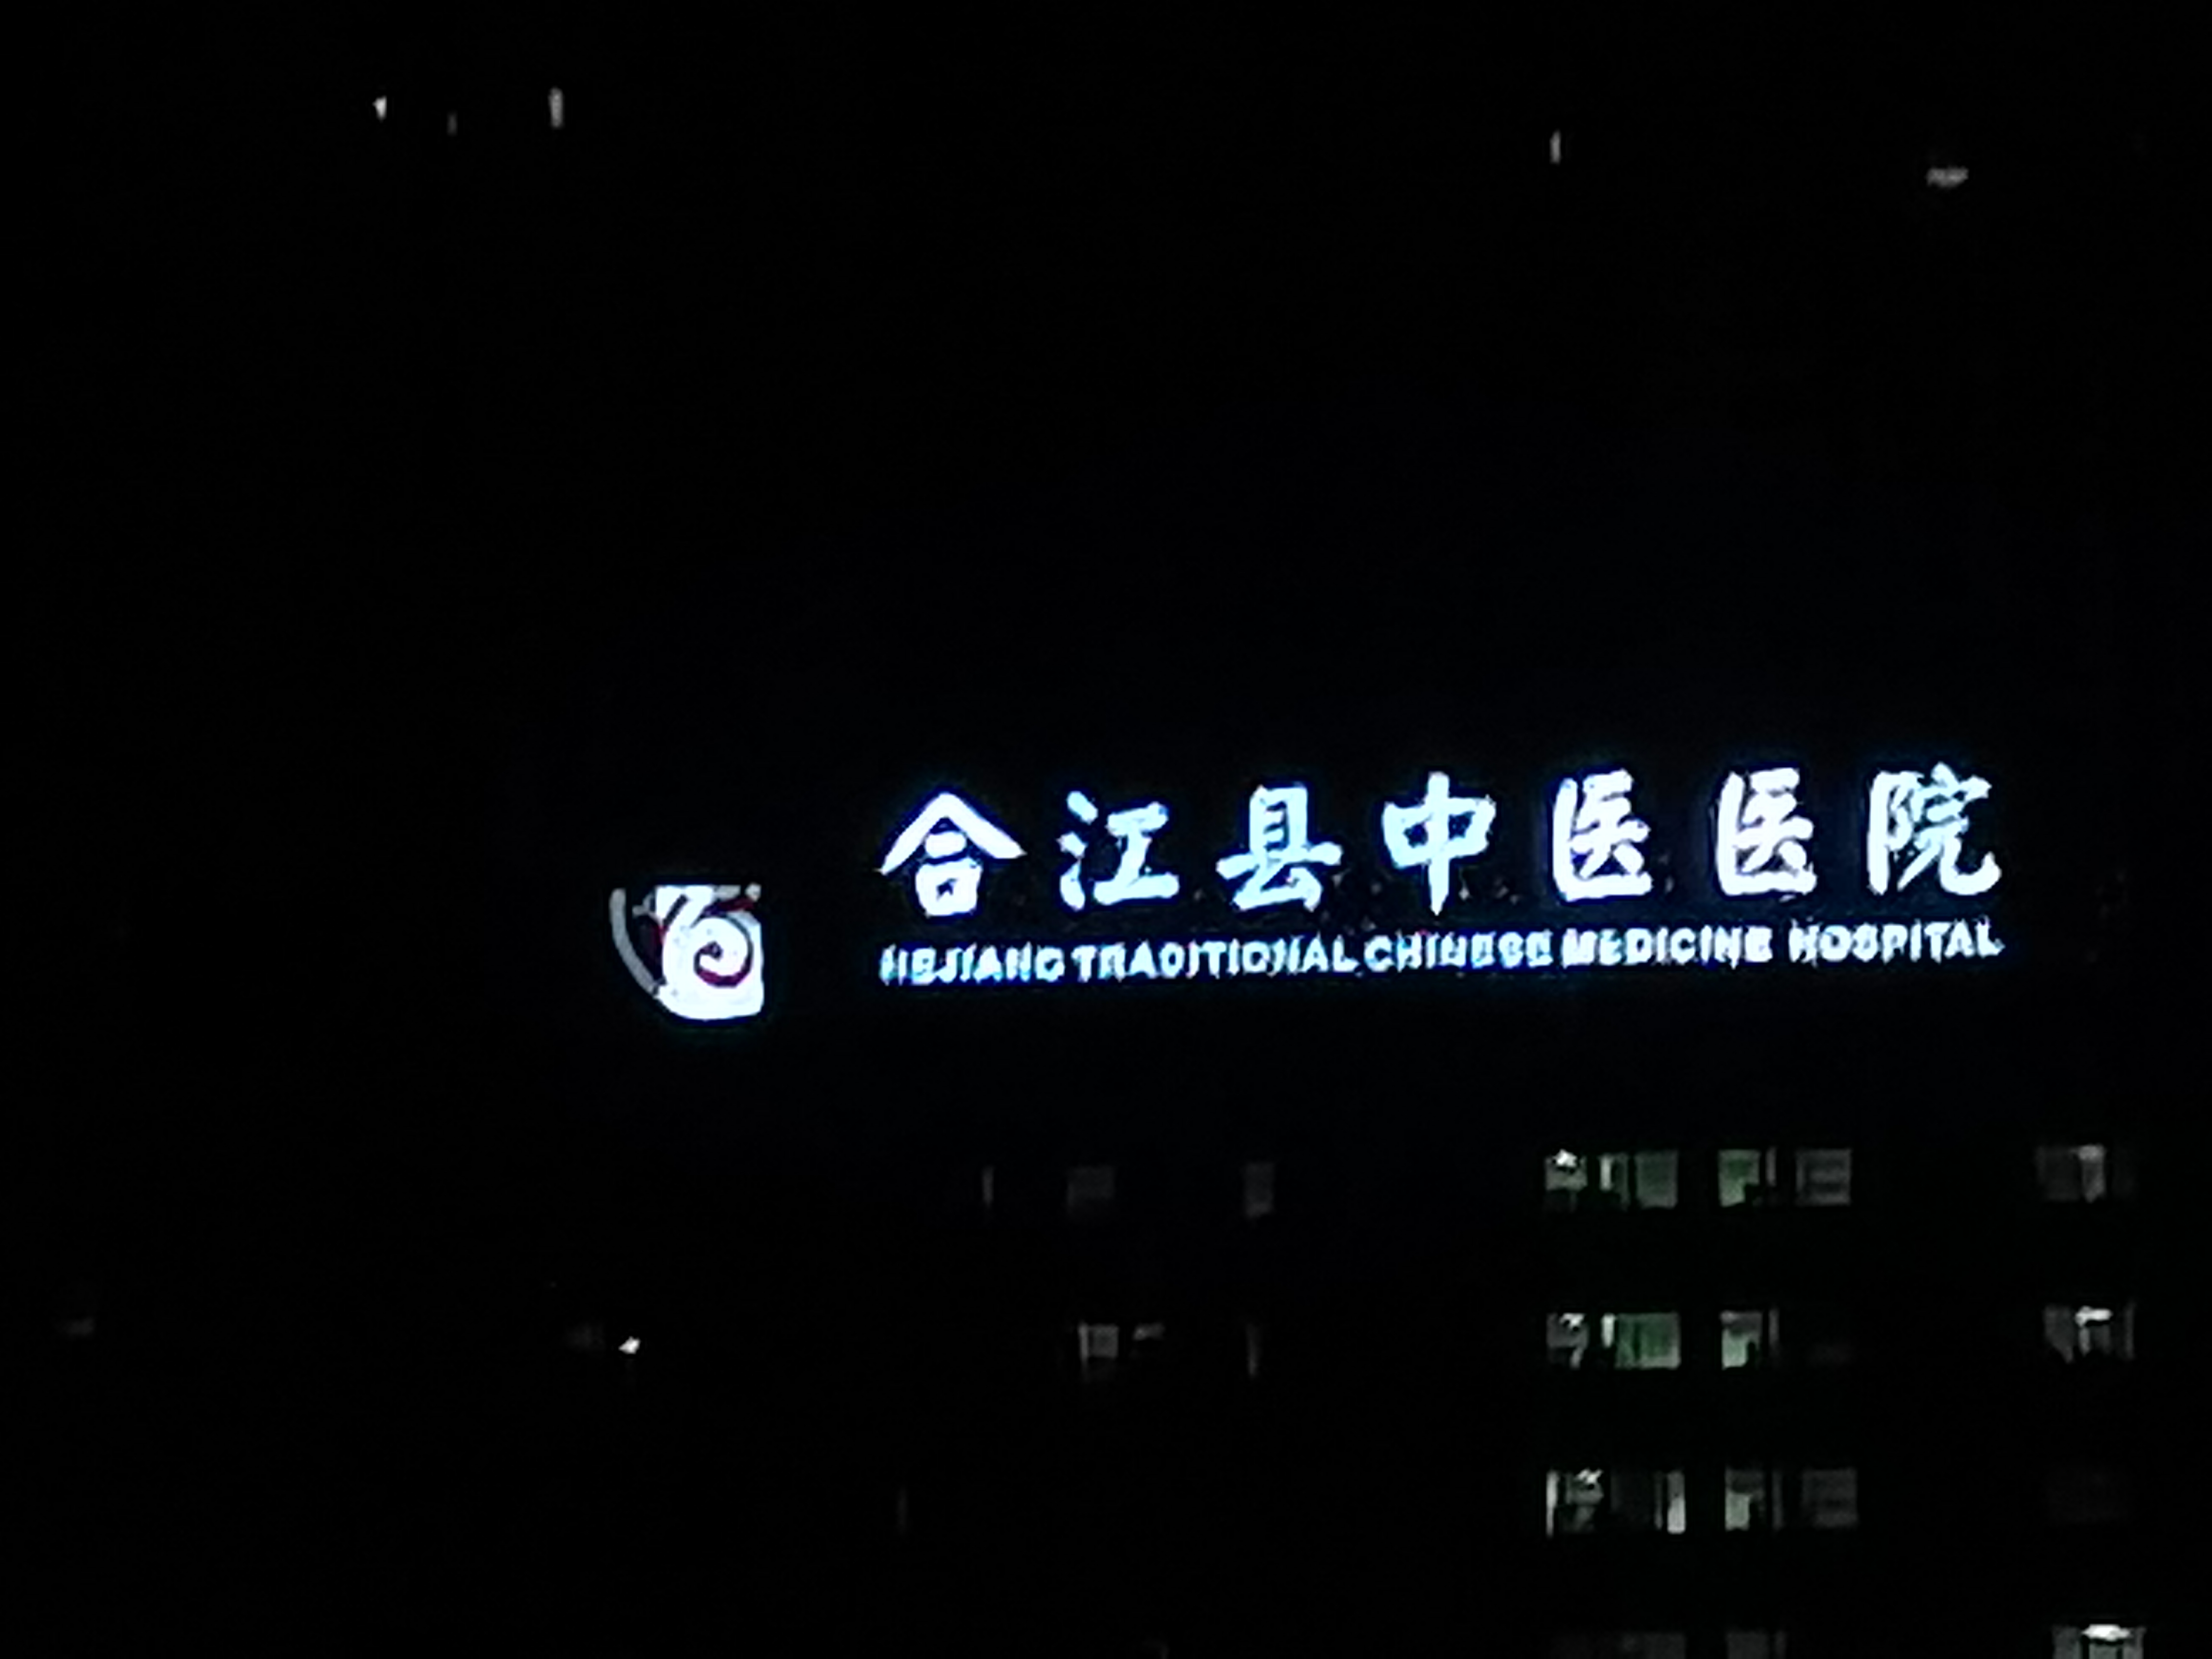 合江县中医医院
HEJIANG TRADITIONAL CHINESE MEDICINE HOSPITAL